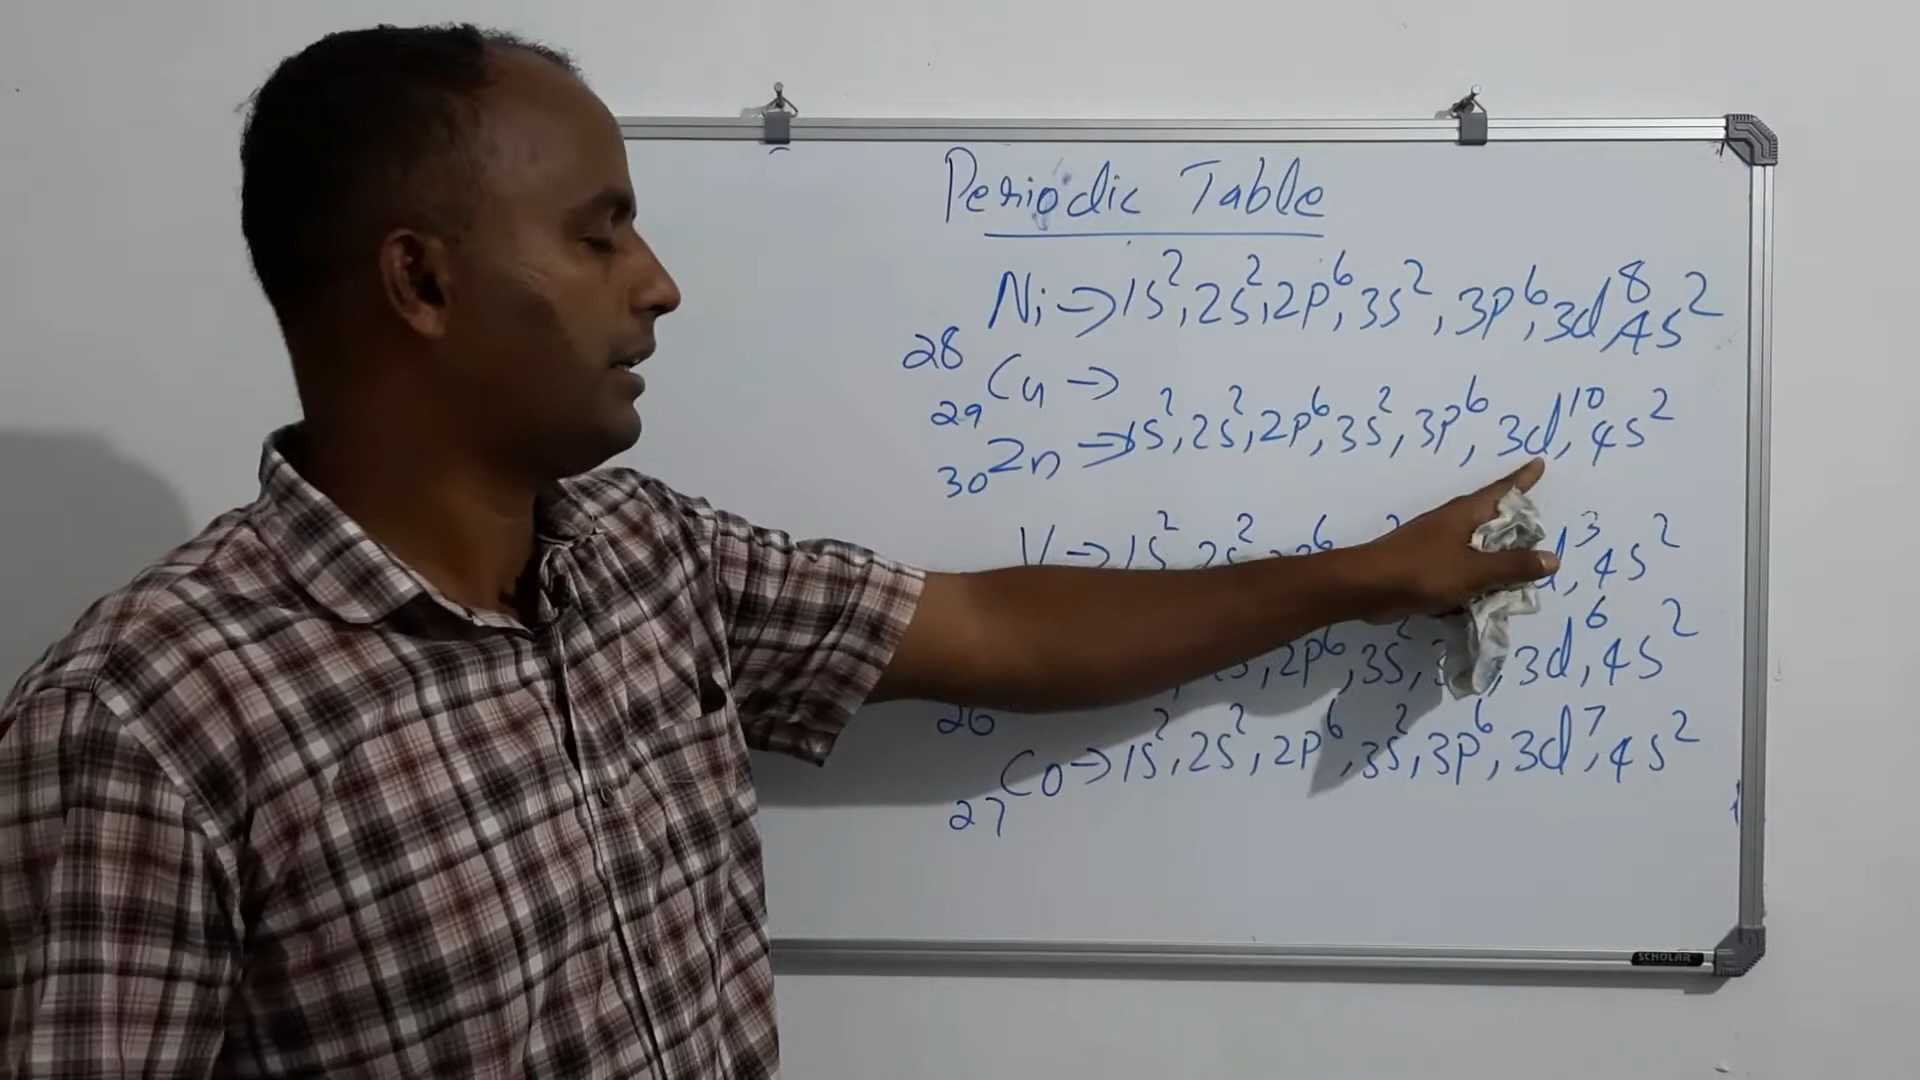 Periodic Table
28 Ni → 1s², 2s², 2p⁶, 3s², 3p⁶, 3d⁸ 4s²
29 Cu →
30 Zn → 1s², 2s², 2p⁶, 3s², 3p⁶, 3d¹⁰, 4s²
V → 1s² 2s² d³, 4s²
26 2p⁶, 3s², 3d⁶, 4s²
27 Co → 1s², 2s², 2p⁶, 3s², 3p⁶, 3d⁷, 4s²
SCHOLAR